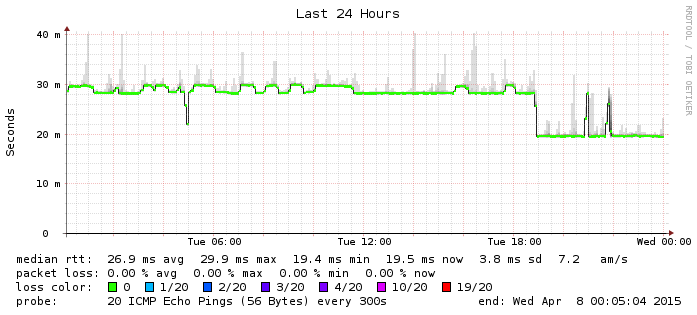 Last 24 Hours
RRDTOOL / TOBI OETIKER
Seconds
40 m
30 m
20 m
10 m
0
Tue 06:00 Tue 12:00 Tue 18:00 Wed 00:00
median rtt: 26.9 ms avg 29.9 ms max 19.4 ms min 19.5 ms now 3.8 ms sd 7.2 am/s
packet loss: 0.00 % avg 0.00 % max 0.00 % min 0.00 % now
loss color: 0 1/20 2/20 3/20 4/20 10/20 19/20
probe: 20 ICMP Echo Pings (56 Bytes) every 300s end: Wed Apr 8 00:05:04 2015